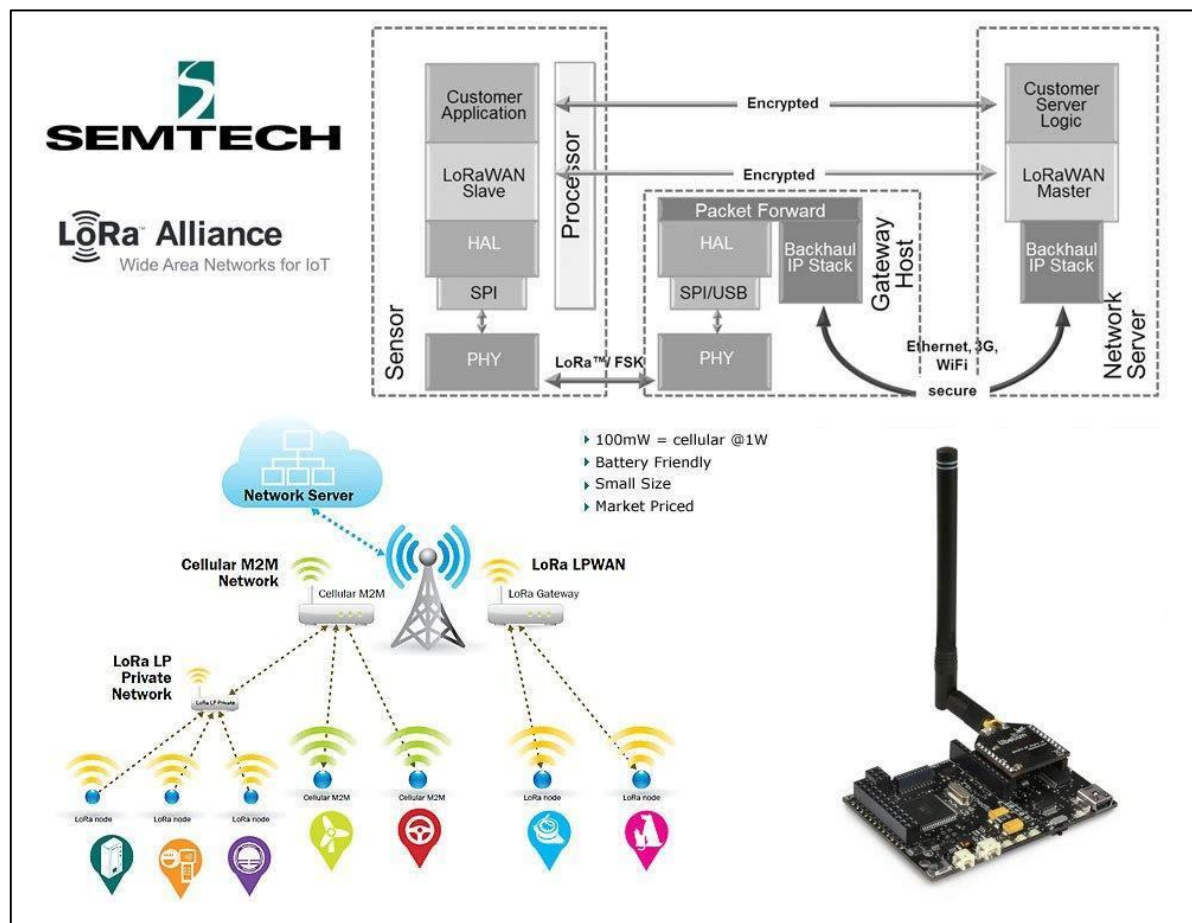 SEMTECH
LoRa™ Alliance
Wide Area Networks for IoT
Sensor
Customer
Application
LoRaWAN
Slave
HAL
SPI
PHY
Processor
Encrypted
Encrypted
LoRa™/ FSK
Packet Forward
HAL
SPI/USB
PHY
Backhaul
IP Stack
Gateway
Host
Ethernet, 3G,
WiFi
secure
Customer
Server
Logic
LoRaWAN
Master
Backhaul
IP Stack
Network
Server
100mW = cellular @1W
Battery Friendly
Small Size
Market Priced
Network Server
Cellular M2M
Network
Cellular M2M
LoRa LPWAN
LoRa Gateway
LoRa LP
Private
Network
LoRa LP Private
LoRa node
LoRa node
LoRa node
Cellular M2M
Cellular M2M
LoRa node
LoRa node